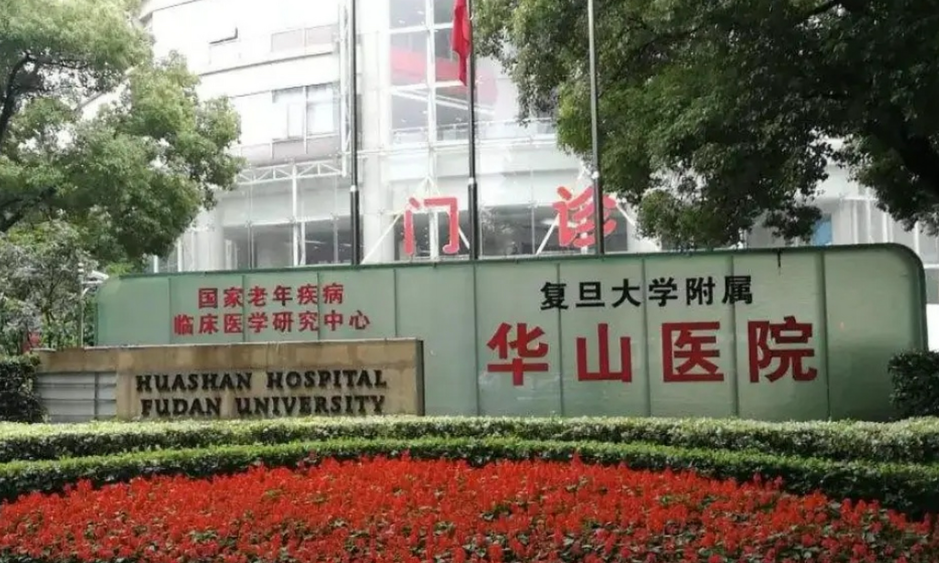 门诊
国家老年疾病
临床医学研究中心
复旦大学附属
华山医院
HUASHAN HOSPITAL
FUDAN UNIVERSITY